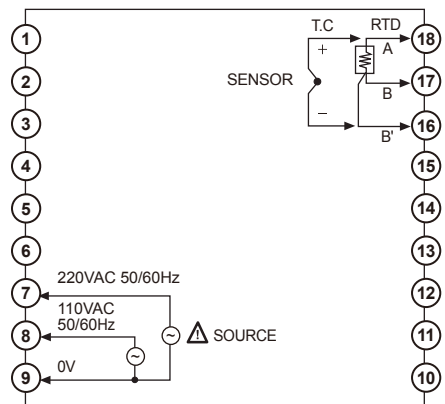 1
2
3
4
5
6
7
8
9
T.C
RTD
+
A
SENSOR
B
−
B'
18
17
16
15
14
13
12
11
10
220VAC 50/60Hz
110VAC
50/60Hz
~
! SOURCE
~
0V